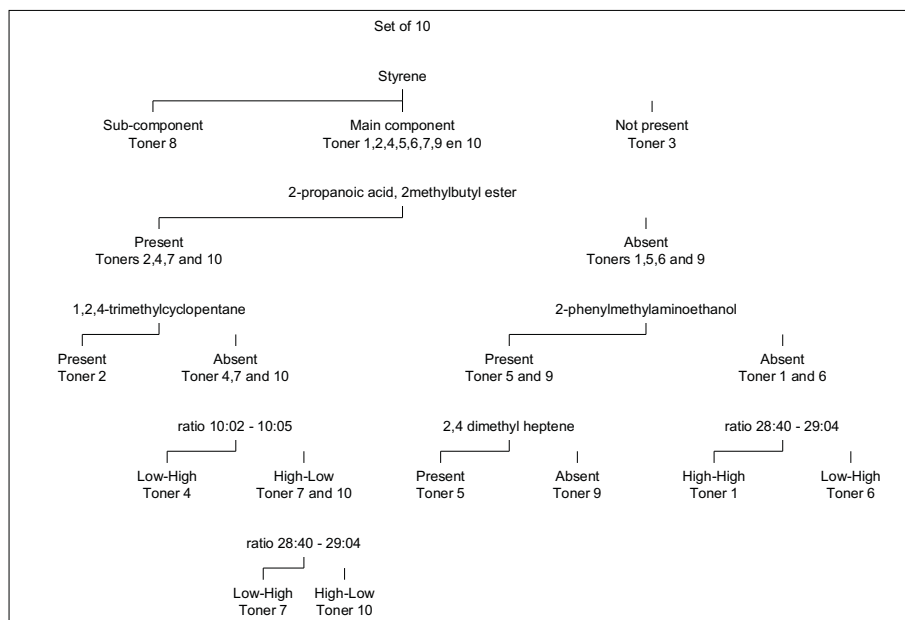 Set of 10
Styrene
Sub-component Main component Not present
Toner 8 Toner 1,2,4,5,6,7,9 en 10 Toner 3
2-propanoic acid, 2methylbutyl ester
Present Absent
Toners 2,4,7 and 10 Toners 1,5,6 and 9
1,2,4-trimethylcyclopentane 2-phenylmethylaminoethanol
Present Absent Present Absent
Toner 2 Toner 4,7 and 10 Toner 5 and 9 Toner 1 and 6
ratio 10:02 - 10:05 2,4 dimethyl heptene ratio 28:40 - 29:04
Low-High High-Low Present Absent High-High Low-High
Toner 4 Toner 7 and 10 Toner 5 Toner 9 Toner 1 Toner 6
ratio 28:40 - 29:04
Low-High High-Low
Toner 7 Toner 10